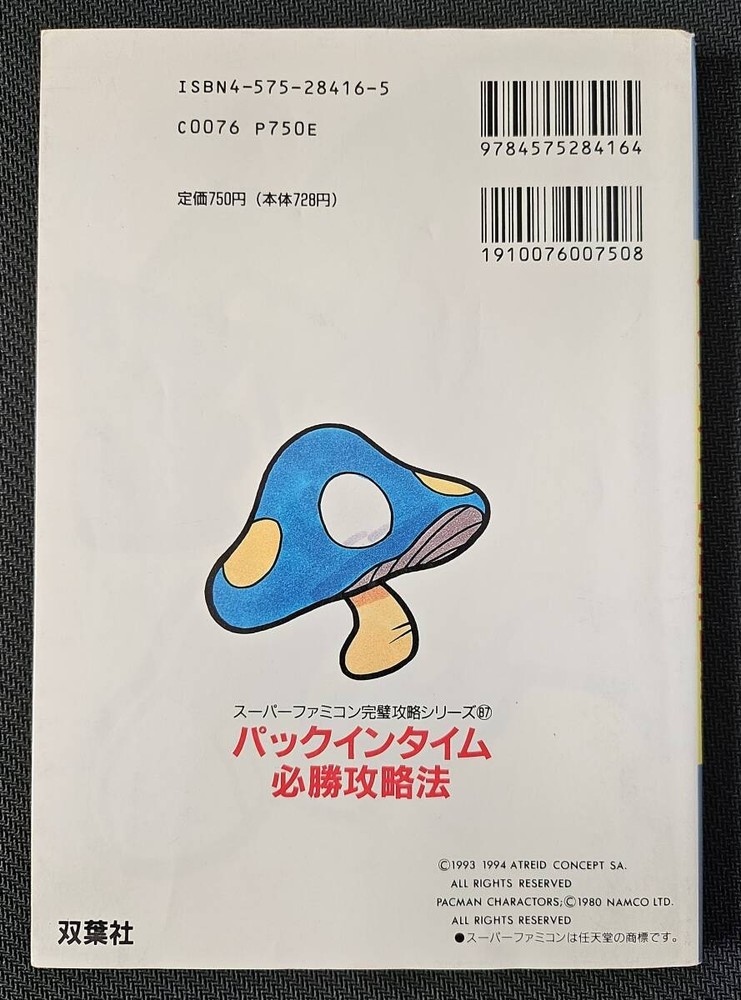 ISBN4-575-28416-5
C0076 P750E
9784575284164
定価750円（本体728円）
1910076007508
スーパーファミコン完璧攻略シリーズ87
パックインタイム
必勝攻略法
©1993 1994 ATREID CONCEPT SA.
ALL RIGHTS RESERVED
PACMAN CHARACTORS;©1980 NAMCO LTD.
ALL RIGHTS RESERVED
●スーパーファミコンは任天堂の商標です。
双葉社